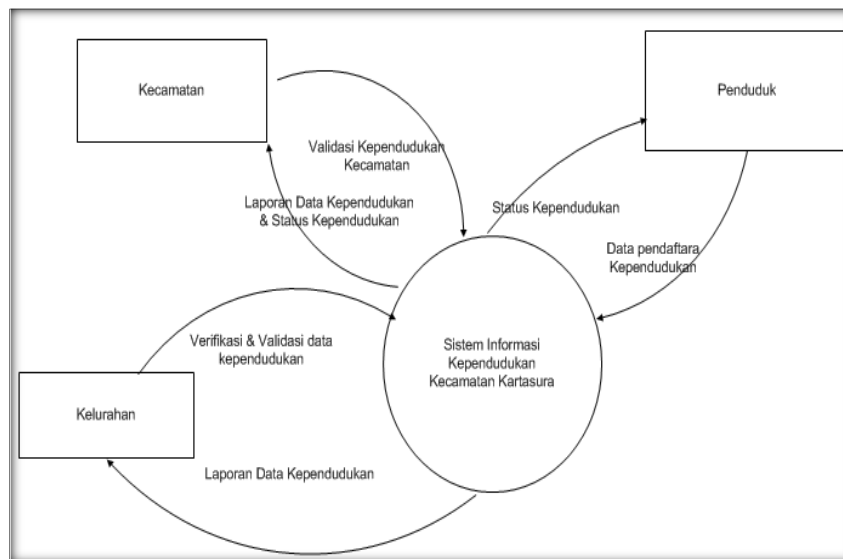 Kecamatan
Penduduk
Validasi Kependudukan
Kecamatan
Laporan Data Kependudukan
& Status Kependudukan
Status Kependudukan
Data pendaftara
Kependudukan
Verifikasi & Validasi data
kependudukan
Sistem Informasi
Kependudukan
Kecamatan Kartasura
Kelurahan
Laporan Data Kependudukan